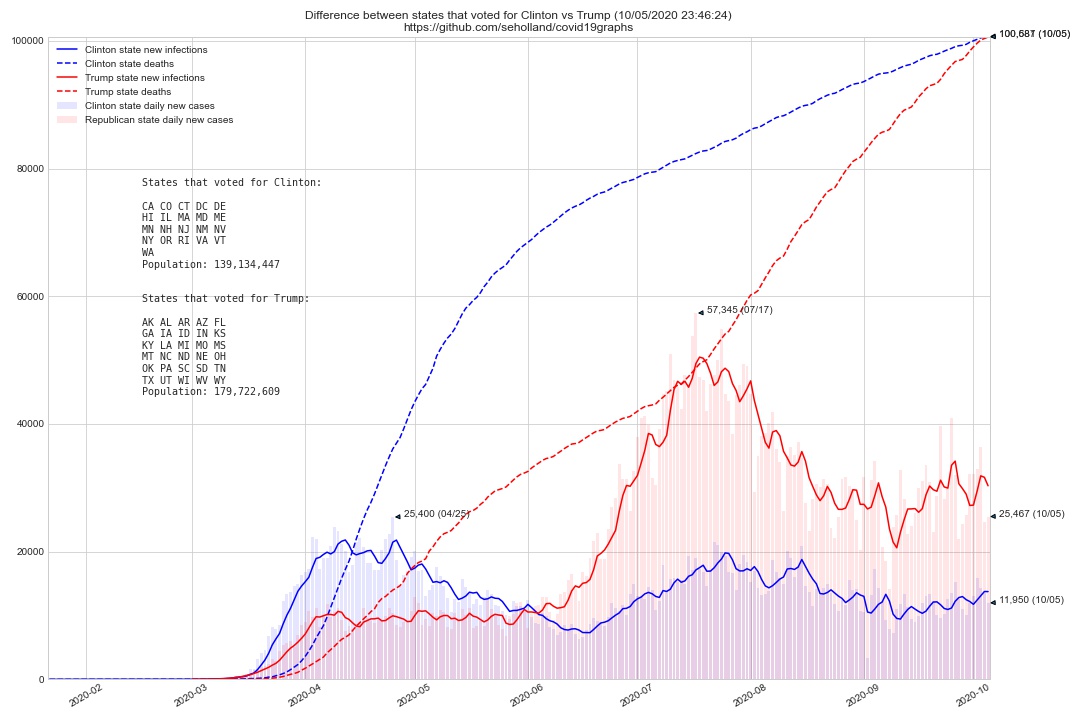 Difference between states that voted for Clinton vs Trump (10/05/2020 23:46:24)
https://github.com/seholland/covid19graphs
Clinton state new infections
Clinton state deaths
Trump state new infections
Trump state deaths
Clinton state daily new cases
Republican state daily new cases
States that voted for Clinton:
CA CO CT DC DE
HI IL MA MD ME
MN NH NJ NM NV
NY OR RI VA VT
WA
Population: 139,134,447
States that voted for Trump:
AK AL AR AZ FL
GA IA ID IN KS
KY LA MI MO MS
MT NC ND NE OH
OK PA SC SD TN
TX UT WI WV WY
Population: 179,722,609
100000
80000
60000
40000
20000
0
57,345 (07/17)
25,400 (04/25)
(10/05)
25,467 (10/05)
11,950 (10/05)
2020-02
2020-03
2020-04
2020-05
2020-06
2020-07
2020-08
2020-09
2020-10